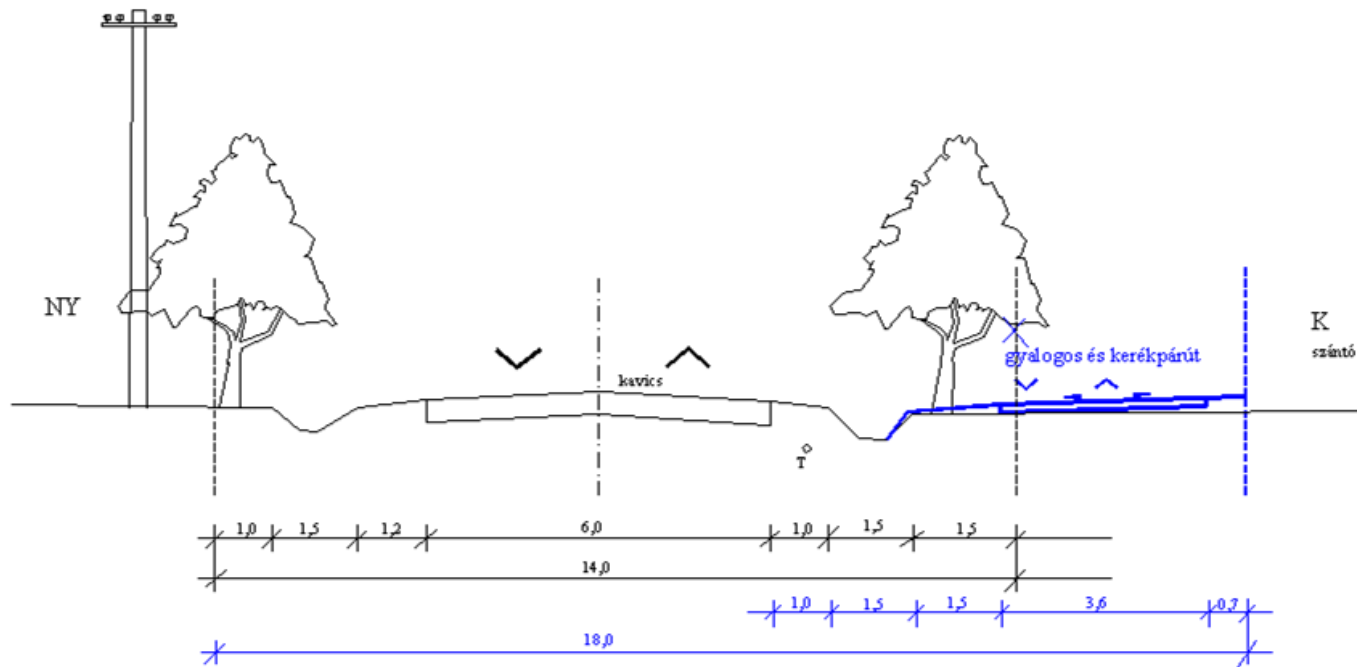 NY
K
szántó
gyalogos és kerékpárút
kavics
T
1,0 1,5 1,2 6,0 1,0 1,5 1,5
14,0
1,0 1,5 1,5 3,6 0,7
18,0